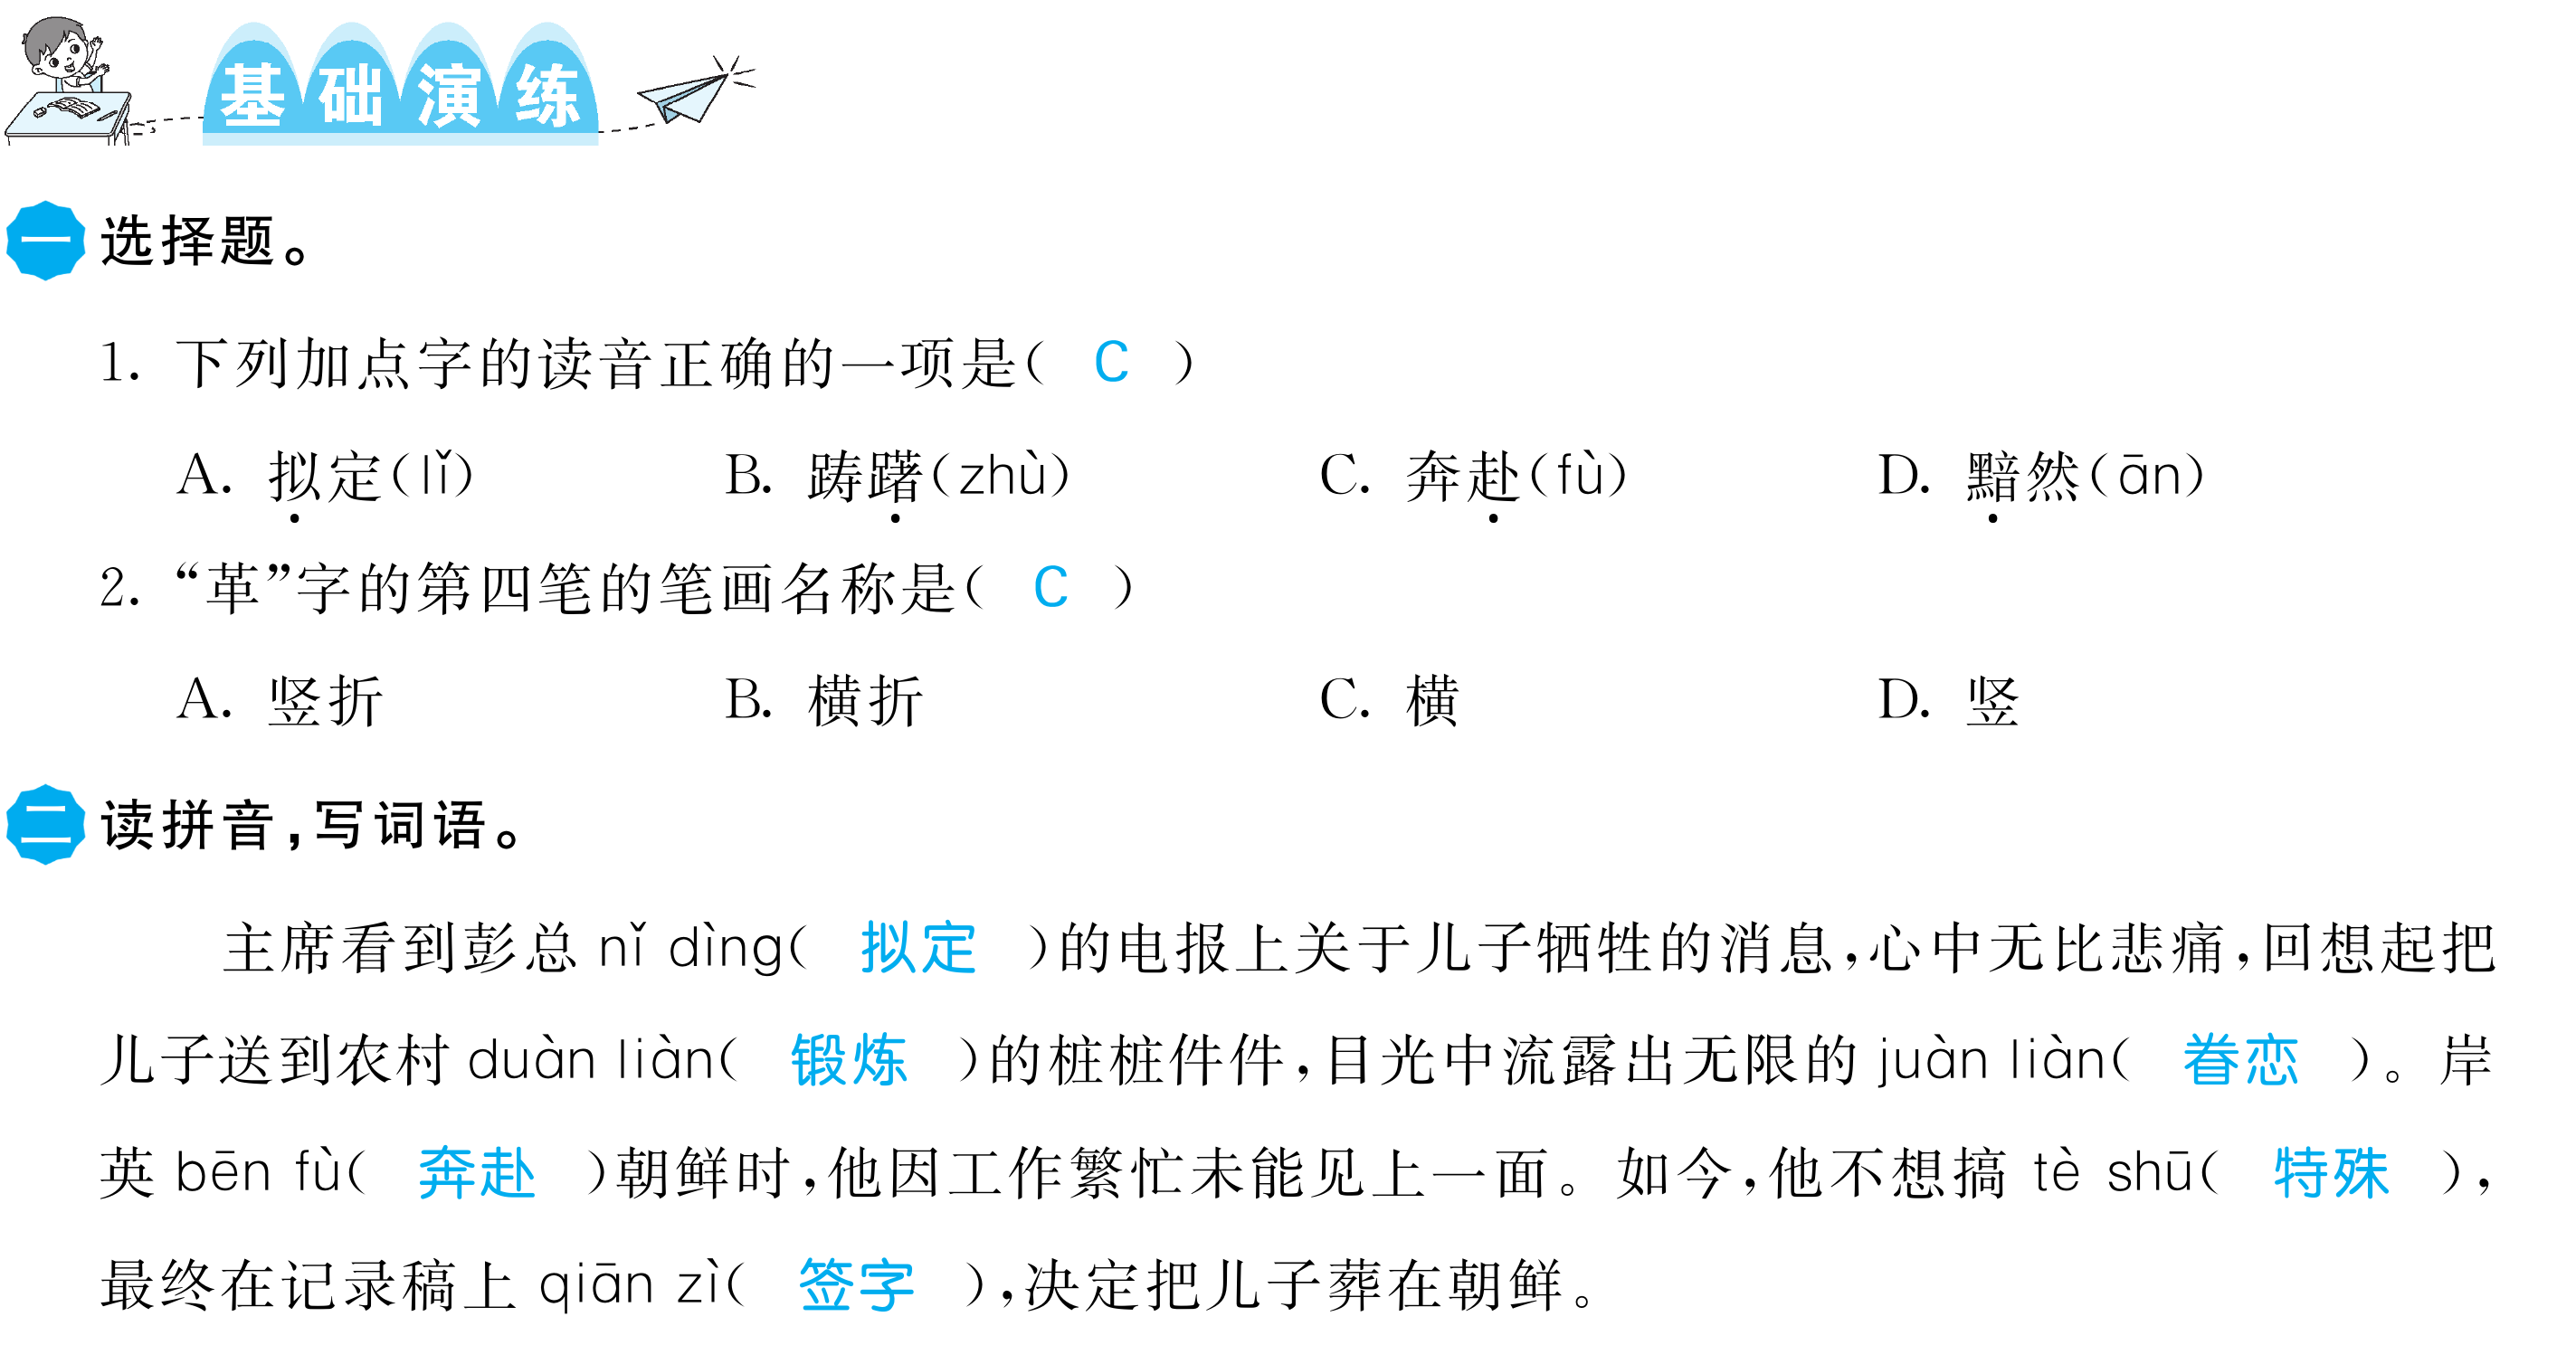 基础演练
一 选择题。
1. 下列加点字的读音正确的一项是( C )
A. 拟定(lǐ) B. 踌躇(zhù) C. 奔赴(fù) D. 黯然(ān)
2. “革”字的第四笔的笔画名称是( C )
A. 竖折 B. 横折 C. 横 D. 竖
二 读拼音,写词语。
主席看到彭总 nǐ dìng( 拟定 )的电报上关于儿子牺牲的消息,心中无比悲痛,回想起把
儿子送到农村 duàn liàn( 锻炼 )的桩桩件件,目光中流露出无限的 juàn liàn( 眷恋 )。岸
英 bēn fù( 奔赴 )朝鲜时,他因工作繁忙未能见上一面。如今,他不想搞 tè shū( 特殊 ),
最终在记录稿上 qiān zì( 签字 ),决定把儿子葬在朝鲜。